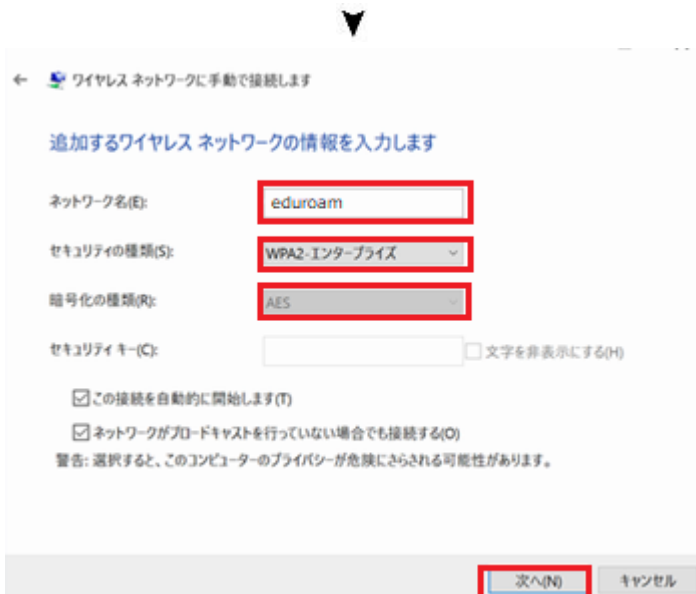 ワイヤレス ネットワークに手動で接続します
追加するワイヤレス ネットワークの情報を入力します
ネットワーク名(E): eduroam
セキュリティの種類(S): WPA2-エンタープライズ
暗号化の種類(R): AES
セキュリティ キー(C): 文字を非表示にする(H)
この接続を自動的に開始します(T)
ネットワークがブロードキャストを行っていない場合でも接続する(O)
警告: 選択すると、このコンピューターのプライバシーが危険にさらされる可能性があります。
次へ(N) キャンセル